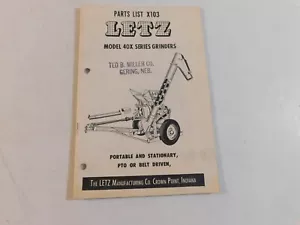 PARTS LIST X103
LETZ
MODEL 40X SERIES GRINDERS
TED B. MILLER CO.
GERING, NEB.
PORTABLE AND STATIONARY,
PTO OR BELT DRIVEN,
THE LETZ MANUFACTURING CO. CROWN POINT, INDIANA